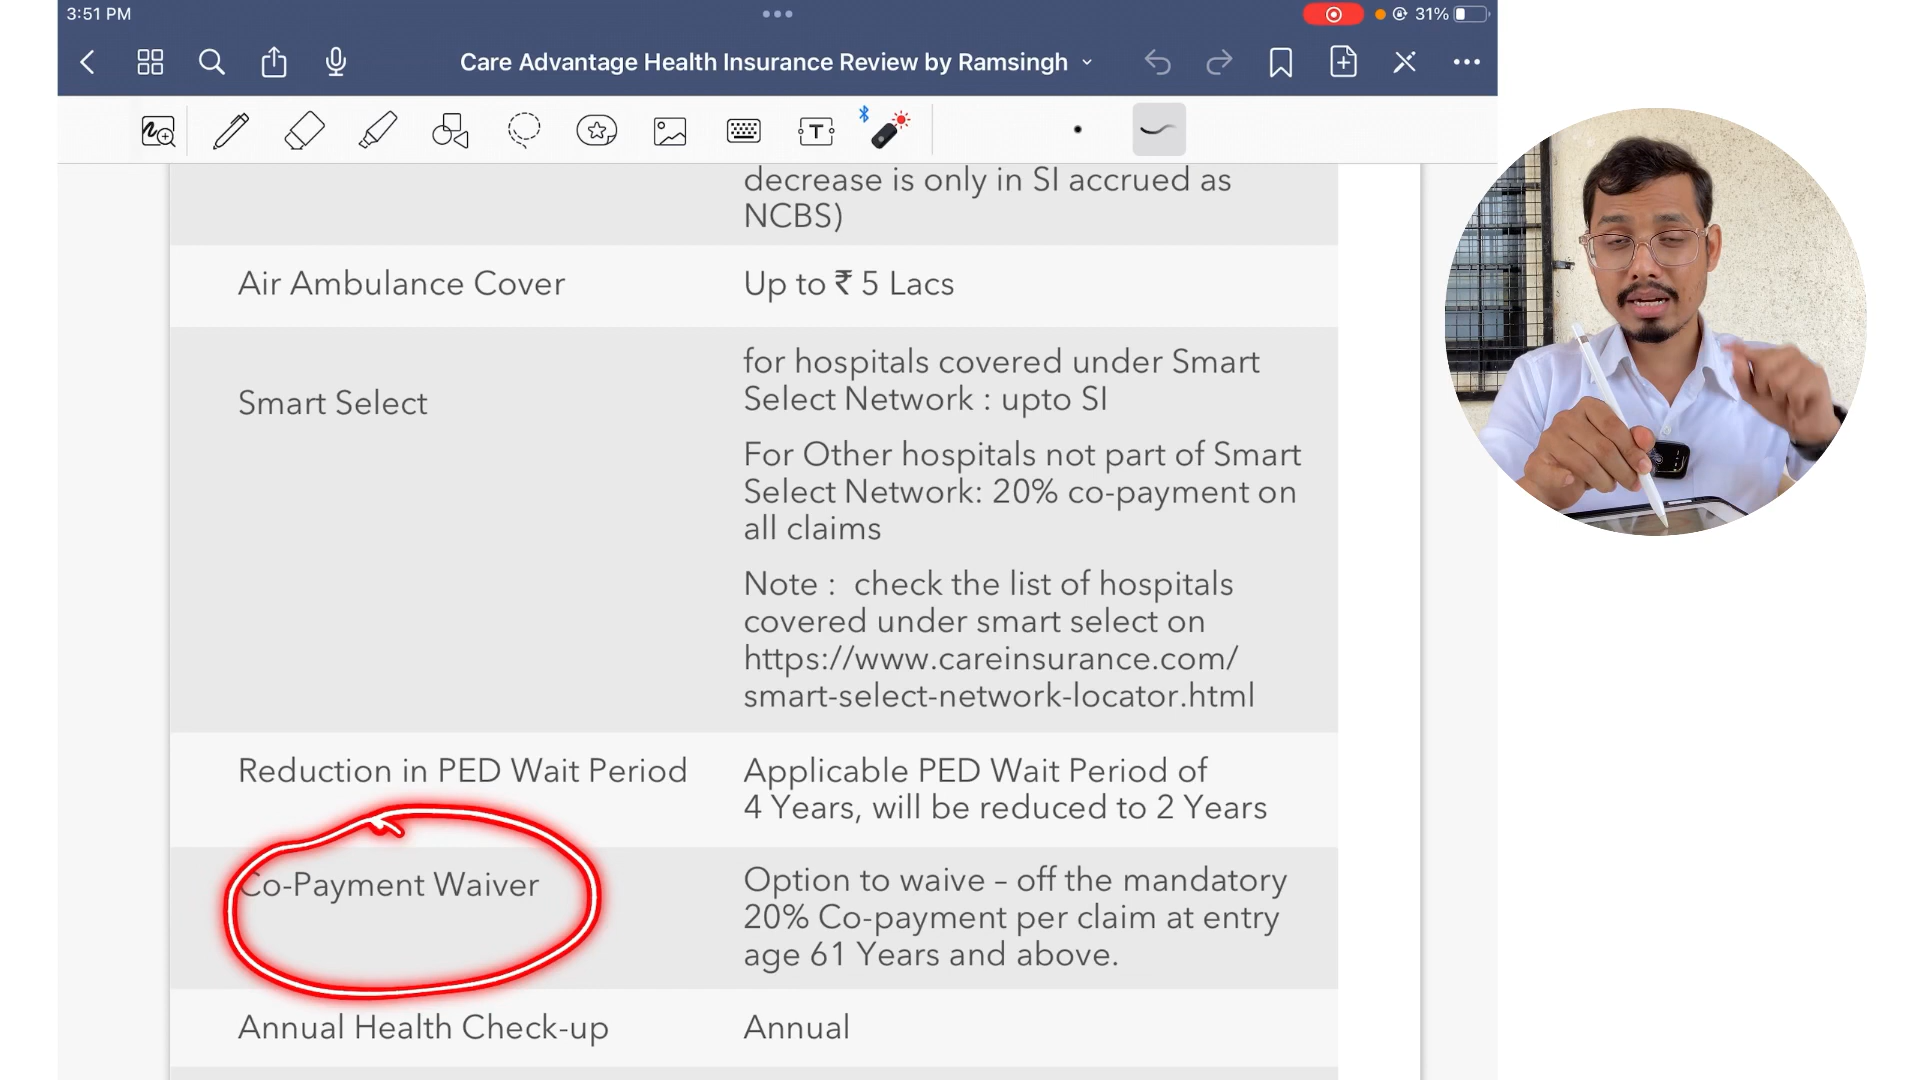 3:51 PM
31%
Care Advantage Health Insurance Review by Ramsingh
T
decrease is only in SI accrued as
NCBS)
Air Ambulance Cover
Up to ₹ 5 Lacs
Smart Select
for hospitals covered under Smart
Select Network : upto SI
For Other hospitals not part of Smart
Select Network: 20% co-payment on
all claims
Note :  check the list of hospitals
covered under smart select on
https://www.careinsurance.com/
smart-select-network-locator.html
Reduction in PED Wait Period
Applicable PED Wait Period of
4 Years, will be reduced to 2 Years
Co-Payment Waiver
Option to waive – off the mandatory
20% Co-payment per claim at entry
age 61 Years and above.
Annual Health Check-up
Annual